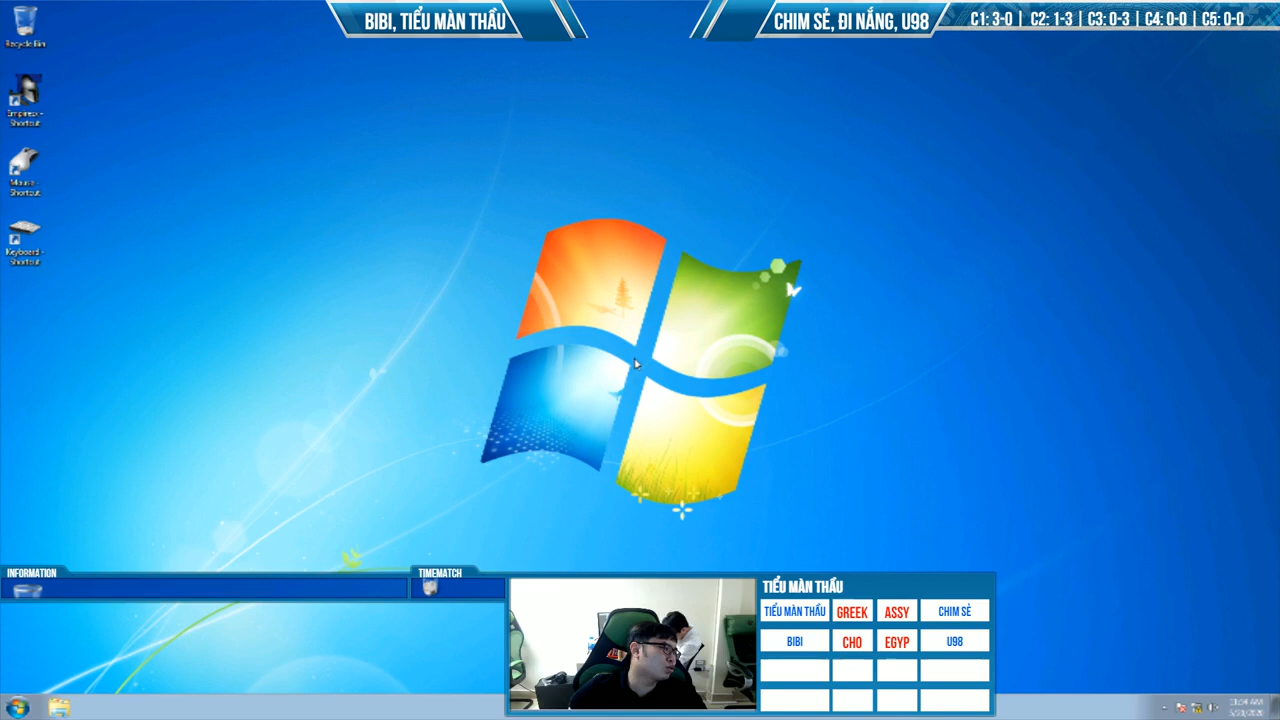 BIBI, TIỂU MÀN THẦU
CHIM SẺ, ĐI NẮNG, U98
C1: 3-0 | C2: 1-3 | C3: 0-3 | C4: 0-0 | C5: 0-0
Recycle Bin
Empiresx - Shortcut
Mouse - Shortcut
Keyboard - Shortcut
INFORMATION
TIMEMATCH
TIỂU MÀN THẦU
TIỂU MÀN THẦU GREEK ASSY CHIM SẺ
BIBI CHO EGYP U98